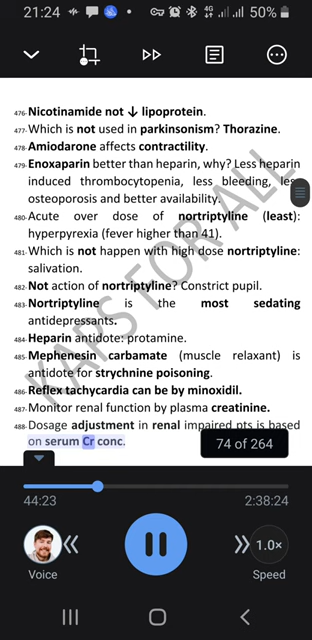 21:24
4G
50%
476- Nicotinamide not ↓ lipoprotein.
477- Which is not used in parkinsonism? Thorazine.
478- Amiodarone affects contractility.
479- Enoxaparin better than heparin, why? Less heparin
induced thrombocytopenia, less bleeding, les
osteoporosis and better availability.
480- Acute over dose of nortriptyline (least):
hyperpyrexia (fever higher than 41).
481- Which is not happen with high dose nortriptyline:
salivation.
482- Not action of nortriptyline? Constrict pupil.
483- Nortriptyline is the most sedating
antidepressants.
484- Heparin antidote: protamine.
485- Mephenesin carbamate (muscle relaxant) is
antidote for strychnine poisoning.
486- Reflex tachycardia can be by minoxidil.
487- Monitor renal function by plasma creatinine.
488- Dosage adjustment in renal impaired pts is based
on serum Cr conc.
KAPS FOR ALL
74 of 264
44:23
2:38:24
1.0×
Voice
Speed